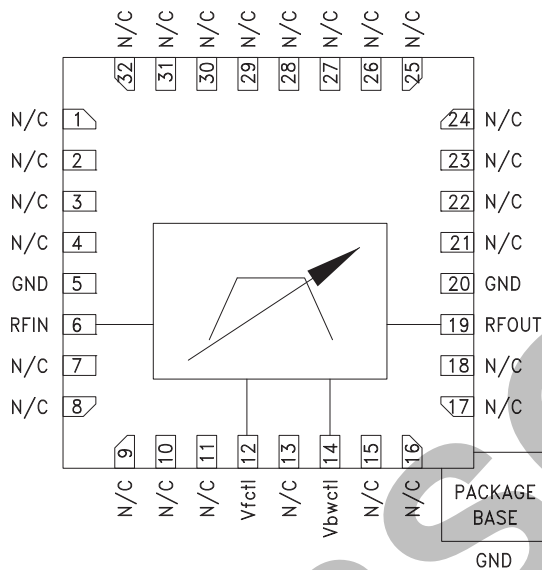 N/C N/C N/C N/C N/C N/C N/C N/C
32 31 30 29 28 27 26 25
N/C 1
N/C 2
N/C 3
N/C 4
GND 5
RFIN 6
N/C 7
N/C 8
24 N/C
23 N/C
22 N/C
21 N/C
20 GND
19 RFOUT
18 N/C
17 N/C
9 10 11 12 13 14 15 16
N/C N/C N/C Vfctl N/C Vbwctl N/C N/C
PACKAGE
BASE
GND